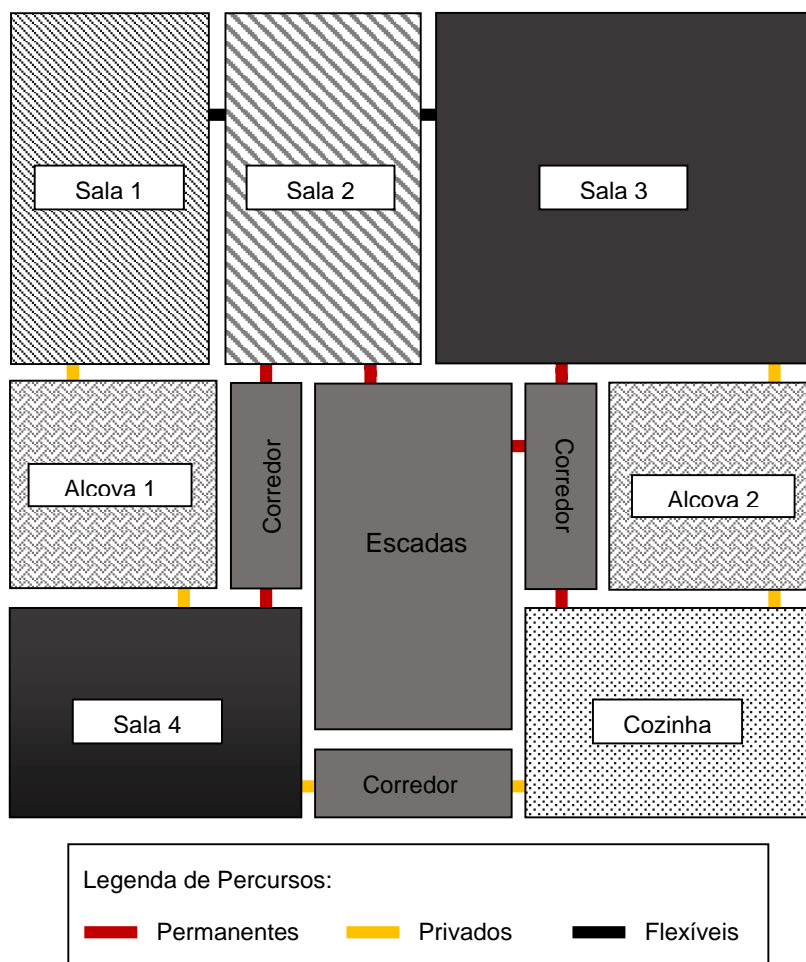 Sala 1
Sala 2
Sala 3
Alcova 1
Corredor
Escadas
Corredor
Alcova 2
Sala 4
Corredor
Cozinha
Legenda de Percursos:
Permanentes
Privados
Flexíveis